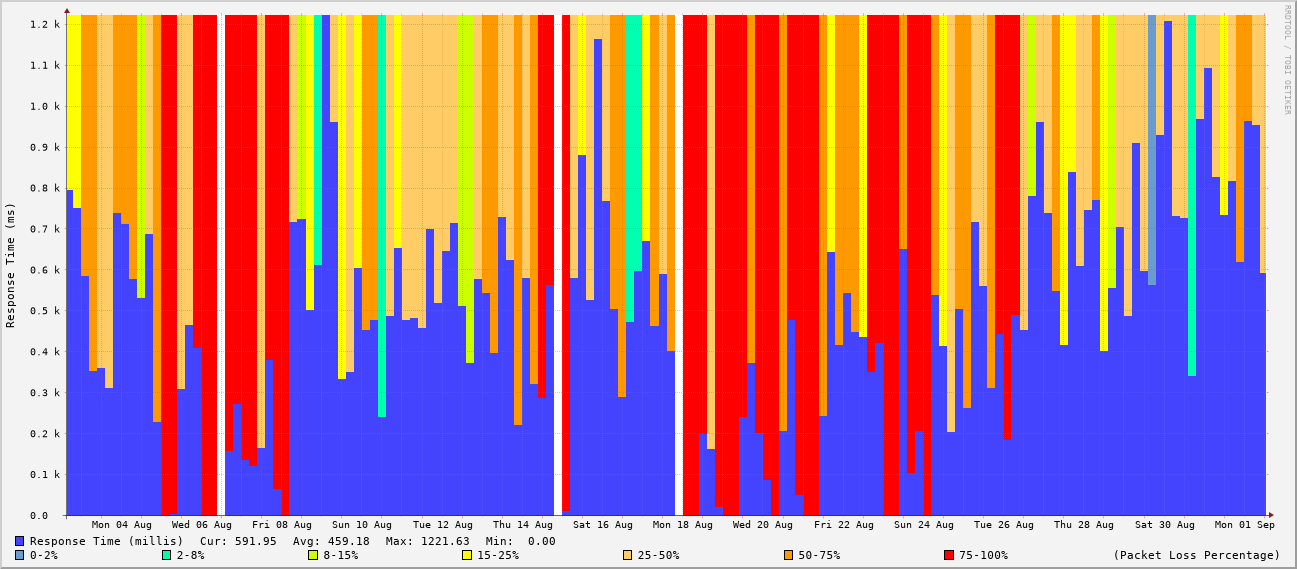 RRDTOOL / TOBI OETIKER
Response Time (ms)
1.2 k
1.1 k
1.0 k
0.9 k
0.8 k
0.7 k
0.6 k
0.5 k
0.4 k
0.3 k
0.2 k
0.1 k
0.0
Mon 04 Aug Wed 06 Aug Fri 08 Aug Sun 10 Aug Tue 12 Aug Thu 14 Aug Sat 16 Aug Mon 18 Aug Wed 20 Aug Fri 22 Aug Sun 24 Aug Tue 26 Aug Thu 28 Aug Sat 30 Aug Mon 01 Sep
Response Time (millis) Cur: 591.95 Avg: 459.18 Max: 1221.63 Min: 0.00
0-2% 2-8% 8-15% 15-25% 25-50% 50-75% 75-100% (Packet Loss Percentage)